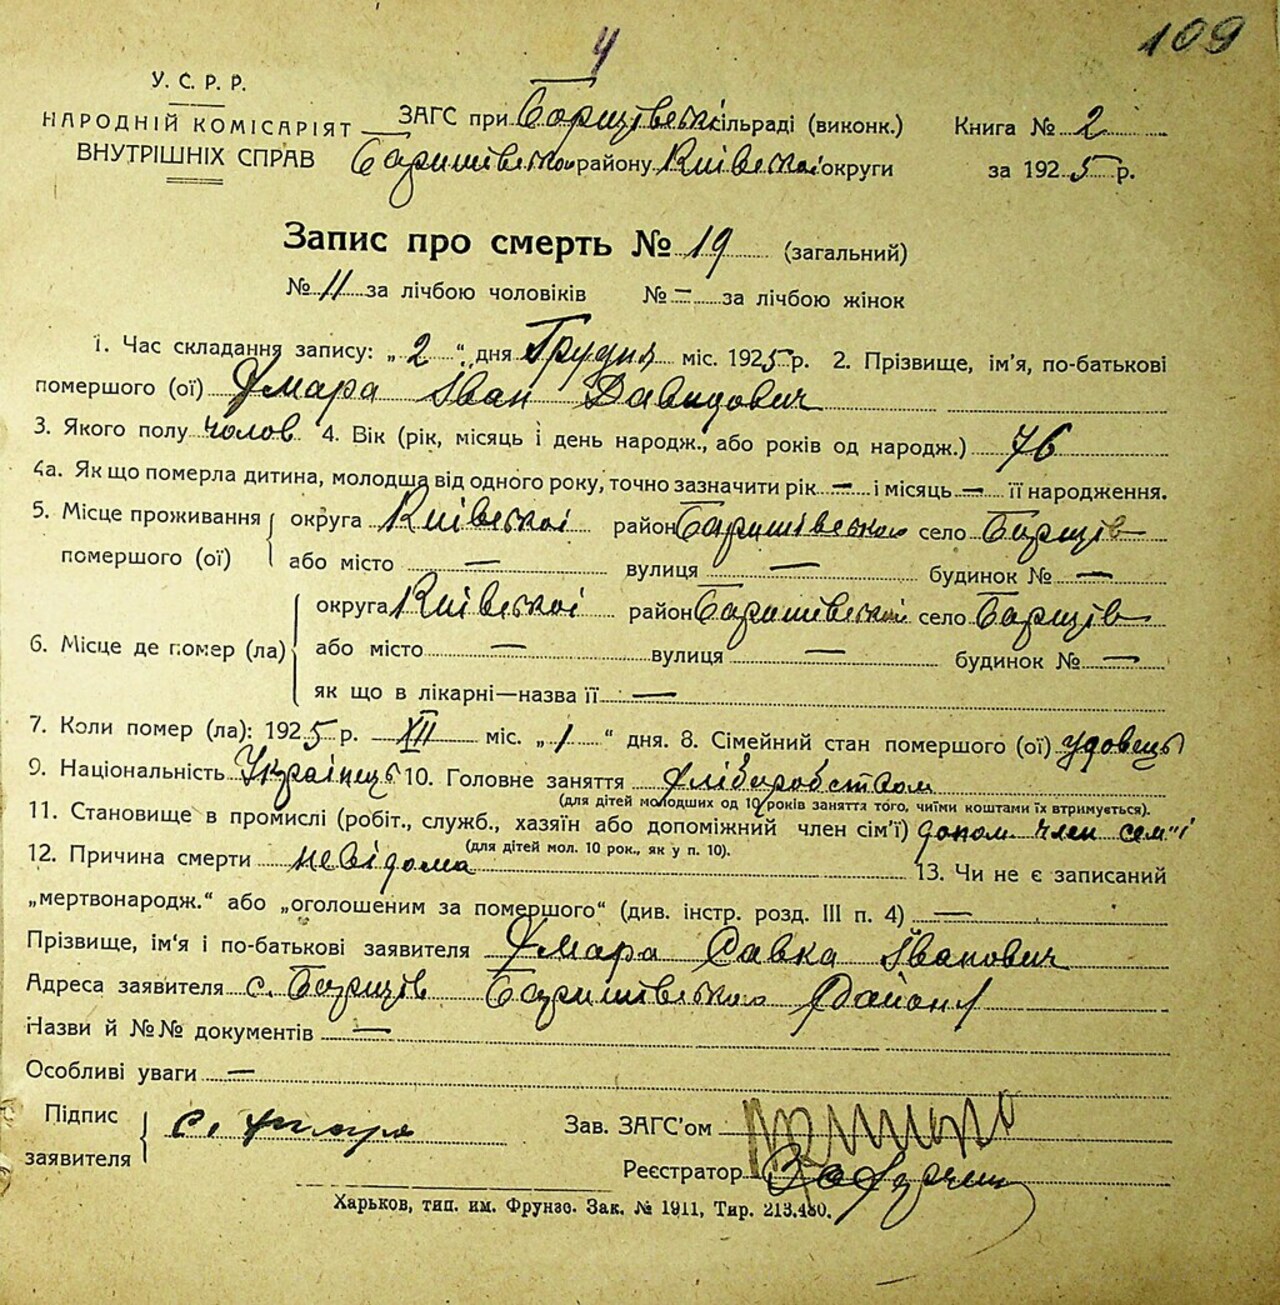 109
4
У. С. Р. Р.
НАРОДНІЙ КОМІСАРІЯТ
ВНУТРІШНІХ СПРАВ
ЗАГС при Борщівській сільраді (виконк.)
Баришівського району Київської округи
Книга № 2
за 1925 р.
Запис про смерть № 19 (загальний)
№ 11 за лічбою чоловіків № — за лічбою жінок
1. Час складання запису: „2“ дня Грудня міс. 1925 р. 2. Прізвище, ім’я, по-батькові
помершого (ої) Хмара Іван Давидович
3. Якого полу чолов 4. Вік (рік, місяць і день народж., або років од народж.) 76
4а. Як що померла дитина, молодша від одного року, точно зазначити рік — і місяць — її народження.
5. Місце проживання помершого (ої) округа Київської район Баришівського село Борщів
або місто — вулиця — будинок № —
6. Місце де помер (ла) округа Київської район Баришівської село Борщів
або місто — вулиця — будинок № —
як що в лікарні—назва її —
7. Коли помер (ла): 1925 р. XII міс. „1“ дня. 8. Сімейний стан помершого (ої) удовець
9. Національність Українець 10. Головне заняття хліборобством
(для дітей молодших од 10 років заняття того, чиїми коштами їх втримується).
11. Становище в промислі (робіт., служб., хазяїн або допоміжний член сім’ї) допом. член сем’ї
(для дітей мол. 10 рок., як у п. 10).
12. Причина смерти невідома 13. Чи не є записаний
„мертвонародж.“ або „оголошеним за помершого“ (див. інстр. розд. III п. 4) —
Прізвище, ім’я і по-батькові заявителя Хмара Савка Іванович
Адреса заявителя с. Борщів Баришівського Району
Назви й №№ документів —
Особливі уваги —
Підпис заявителя С. Хмара
Зав. ЗАГС’ом
Реєстратор
Харьков, тип. им. Фрунзе. Зак. № 1911, Тир. 213.480.